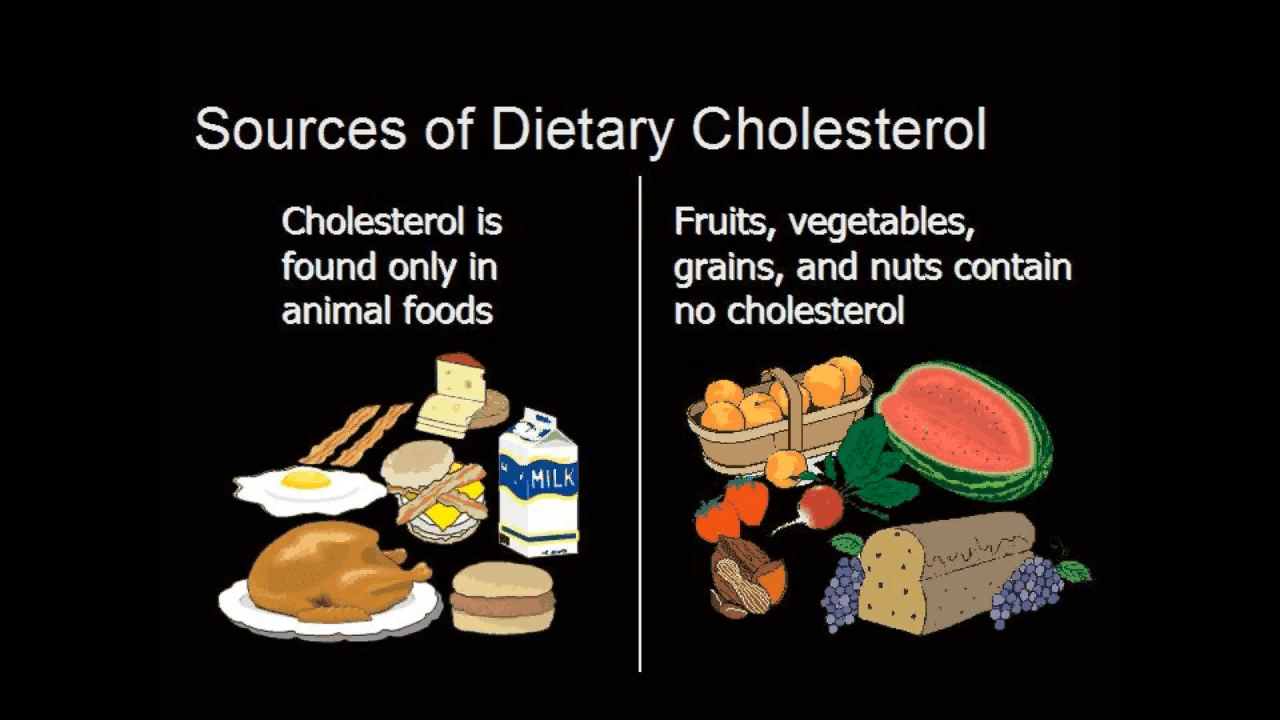 Sources of Dietary Cholesterol
Cholesterol is
found only in
animal foods
Fruits, vegetables,
grains, and nuts contain
no cholesterol
MILK